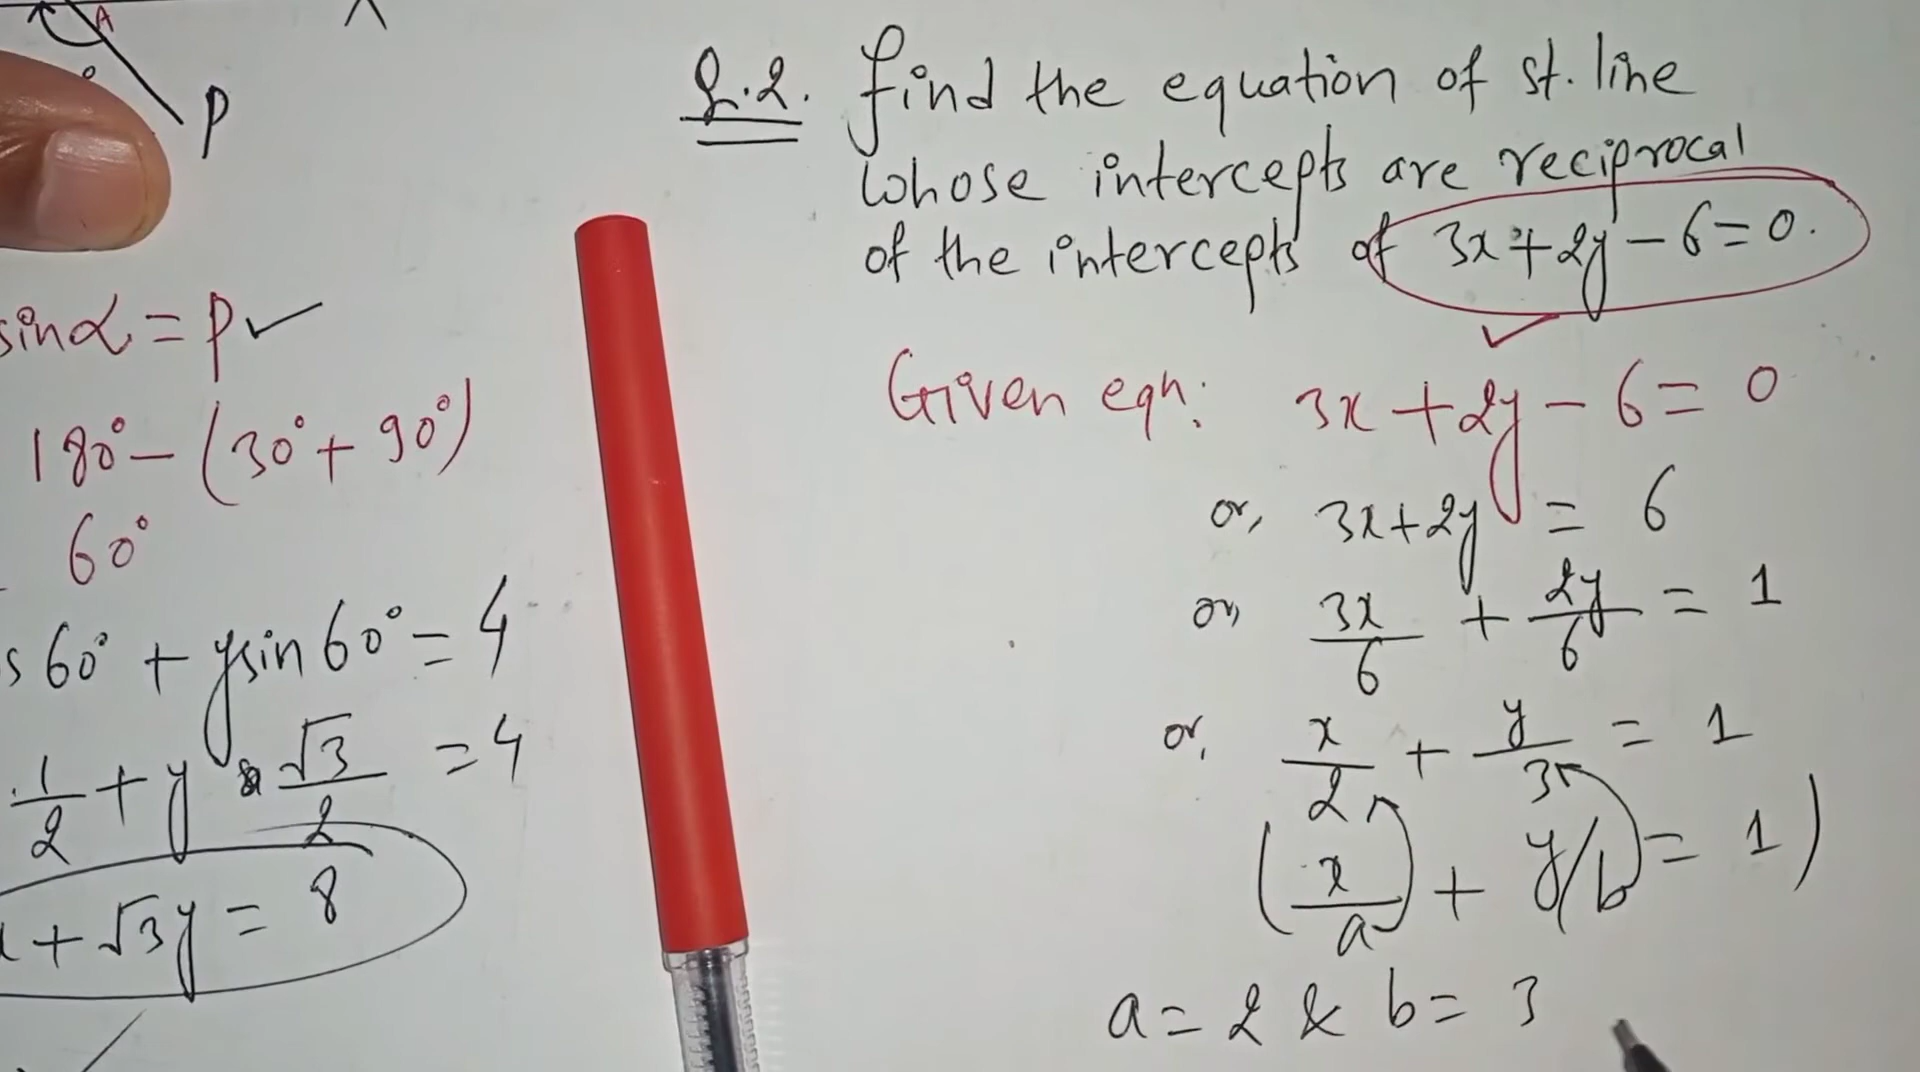 A
P
sinα = p✓
180° - (30° + 90°)
60°
s 60° + ysin 60° = 4
1/2 + y √3/2 = 4
+ √3y = 8
Q.2. find the equation of st. line
whose intercepts are reciprocal
of the intercepts of 3x + 2y - 6 = 0.
Given eqn: 3x + 2y - 6 = 0
or, 3x + 2y = 6
or, 3x/6 + 2y/6 = 1
or, x/2 + y/3 = 1
(x/a + y/b = 1)
a = 2 & b = 3